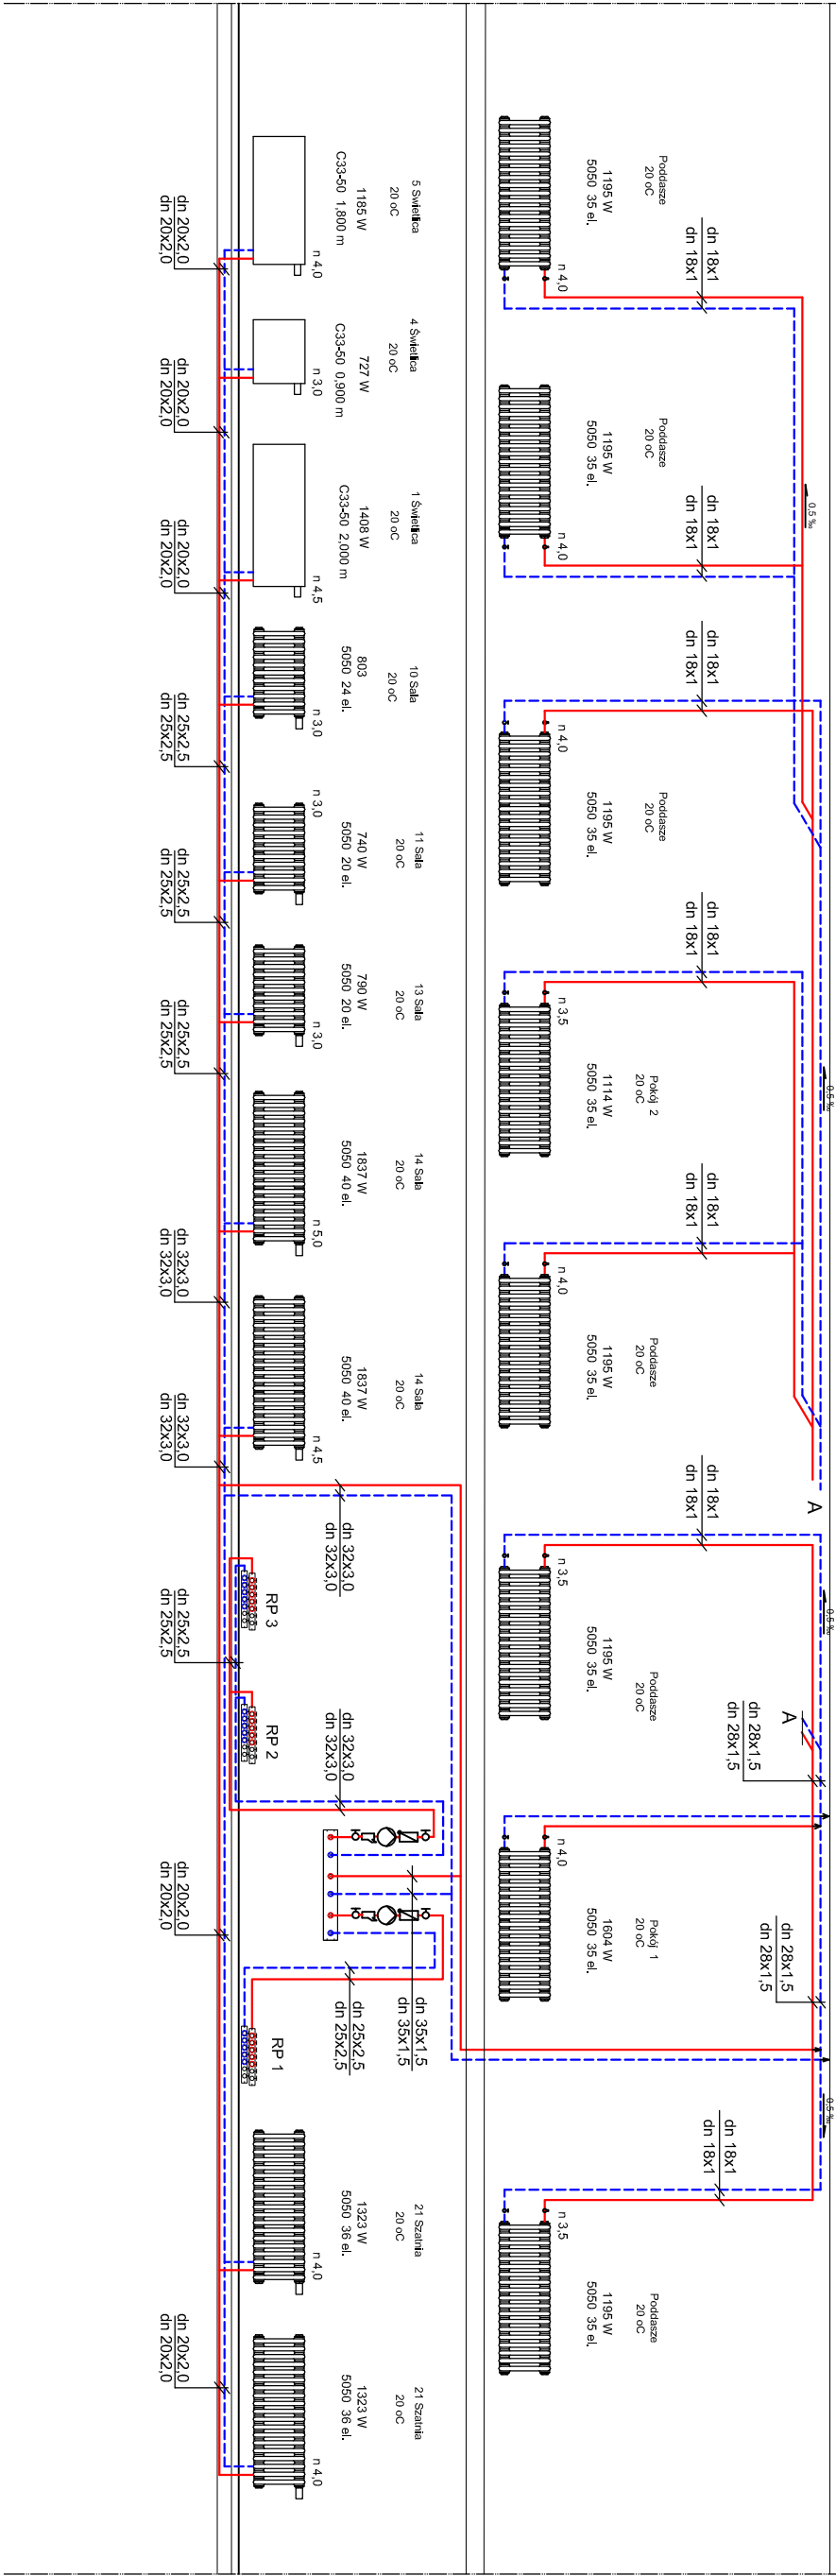 Poddasze
20 oC
1195 W
5050 35 el.
n 4,0
dn 18x1
dn 18x1
Poddasze
20 oC
1195 W
5050 35 el.
n 4,0
dn 18x1
dn 18x1
0,5 ‰
Poddasze
20 oC
1195 W
5050 35 el.
n 4,0
dn 18x1
dn 18x1
Pokój 2
20 oC
1114 W
5050 35 el.
n 3,5
dn 18x1
dn 18x1
0,5 ‰
Poddasze
20 oC
1195 W
5050 35 el.
n 4,0
dn 18x1
dn 18x1
A
Poddasze
20 oC
1195 W
5050 35 el.
n 3,5
dn 18x1
dn 18x1
0,5 ‰
A
dn 28x1,5
dn 28x1,5
Pokój 1
20 oC
1604 W
5050 35 el.
n 4,0
dn 28x1,5
dn 28x1,5
0,5 ‰
Poddasze
20 oC
1195 W
5050 35 el.
n 3,5
dn 18x1
dn 18x1
5 Świetlica
20 oC
1185 W
C33-50 1,800 m
n 4,0
4 Świetlica
20 oC
727 W
C33-50 0,900 m
n 3,0
1 Świetlica
20 oC
1408 W
C33-50 2,000 m
n 4,5
10 Sala
20 oC
803
5050 24 el.
n 3,0
11 Sala
20 oC
740 W
5050 20 el.
n 3,0
13 Sala
20 oC
790 W
5050 20 el.
n 3,0
14 Sala
20 oC
1837 W
5050 40 el.
n 5,0
14 Sala
20 oC
1837 W
5050 40 el.
n 4,5
dn 32x3,0
dn 32x3,0
RP 3
RP 2
dn 32x3,0
dn 32x3,0
dn 35x1,5
dn 35x1,5
dn 25x2,5
dn 25x2,5
RP 1
21 Szatnia
20 oC
1323 W
5050 36 el.
n 4,0
21 Szatnia
20 oC
1323 W
5050 36 el.
n 4,0
dn 20x2,0
dn 20x2,0
dn 20x2,0
dn 20x2,0
dn 20x2,0
dn 20x2,0
dn 25x2,5
dn 25x2,5
dn 25x2,5
dn 25x2,5
dn 25x2,5
dn 25x2,5
dn 32x3,0
dn 32x3,0
dn 32x3,0
dn 32x3,0
dn 25x2,5
dn 25x2,5
dn 20x2,0
dn 20x2,0
dn 20x2,0
dn 20x2,0